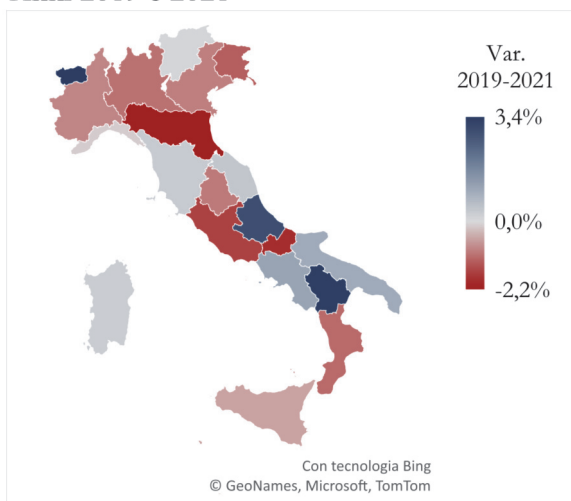 Var.
2019-2021
3,4%
0,0%
-2,2%
Con tecnologia Bing
© GeoNames, Microsoft, TomTom